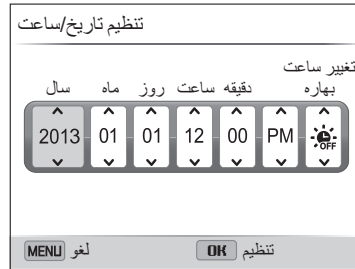 تنظیم تاریخ/ساعت
تغییر ساعت
بهاره
سال ماه روز ساعت دقیقه
2013 01 01 12 00 PM OFF
MENU لغو
OK تنظیم